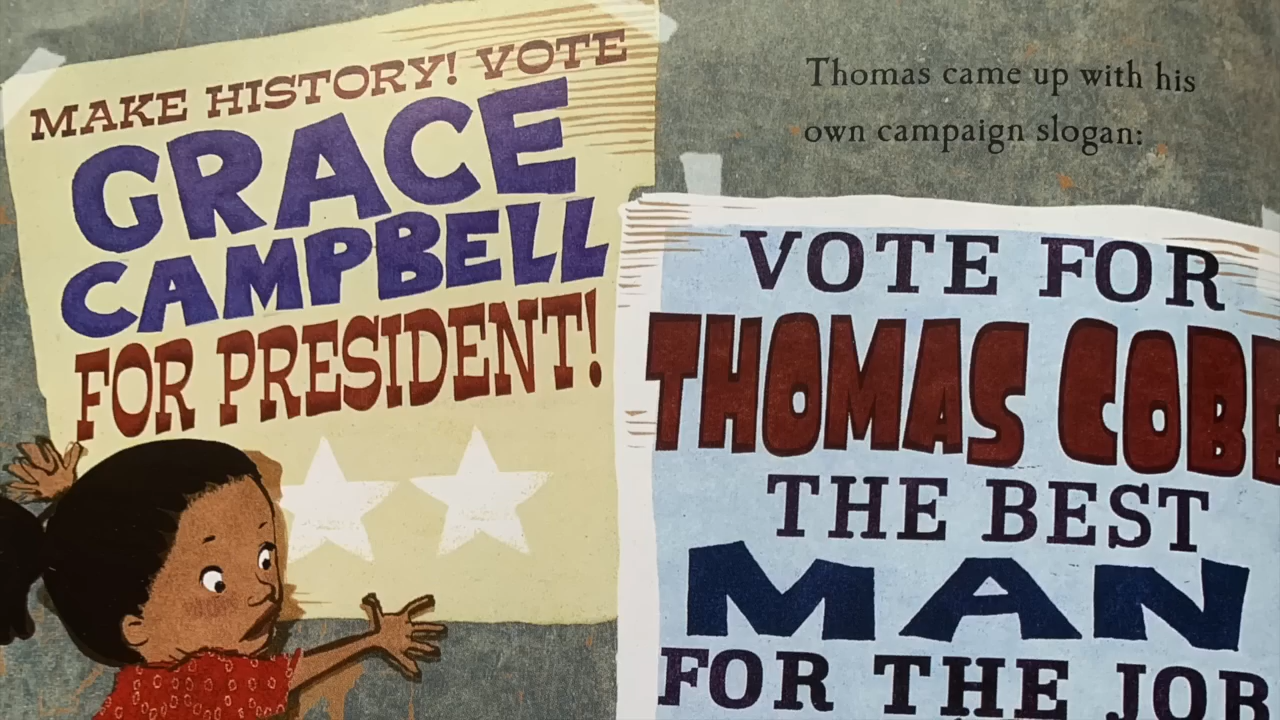 MAKE HISTORY! VOTE
GRACE
CAMPBELL
FOR PRESIDENT!
Thomas came up with his
own campaign slogan:
VOTE FOR
THOMAS COBB
THE BEST
MAN
FOR THE JOB